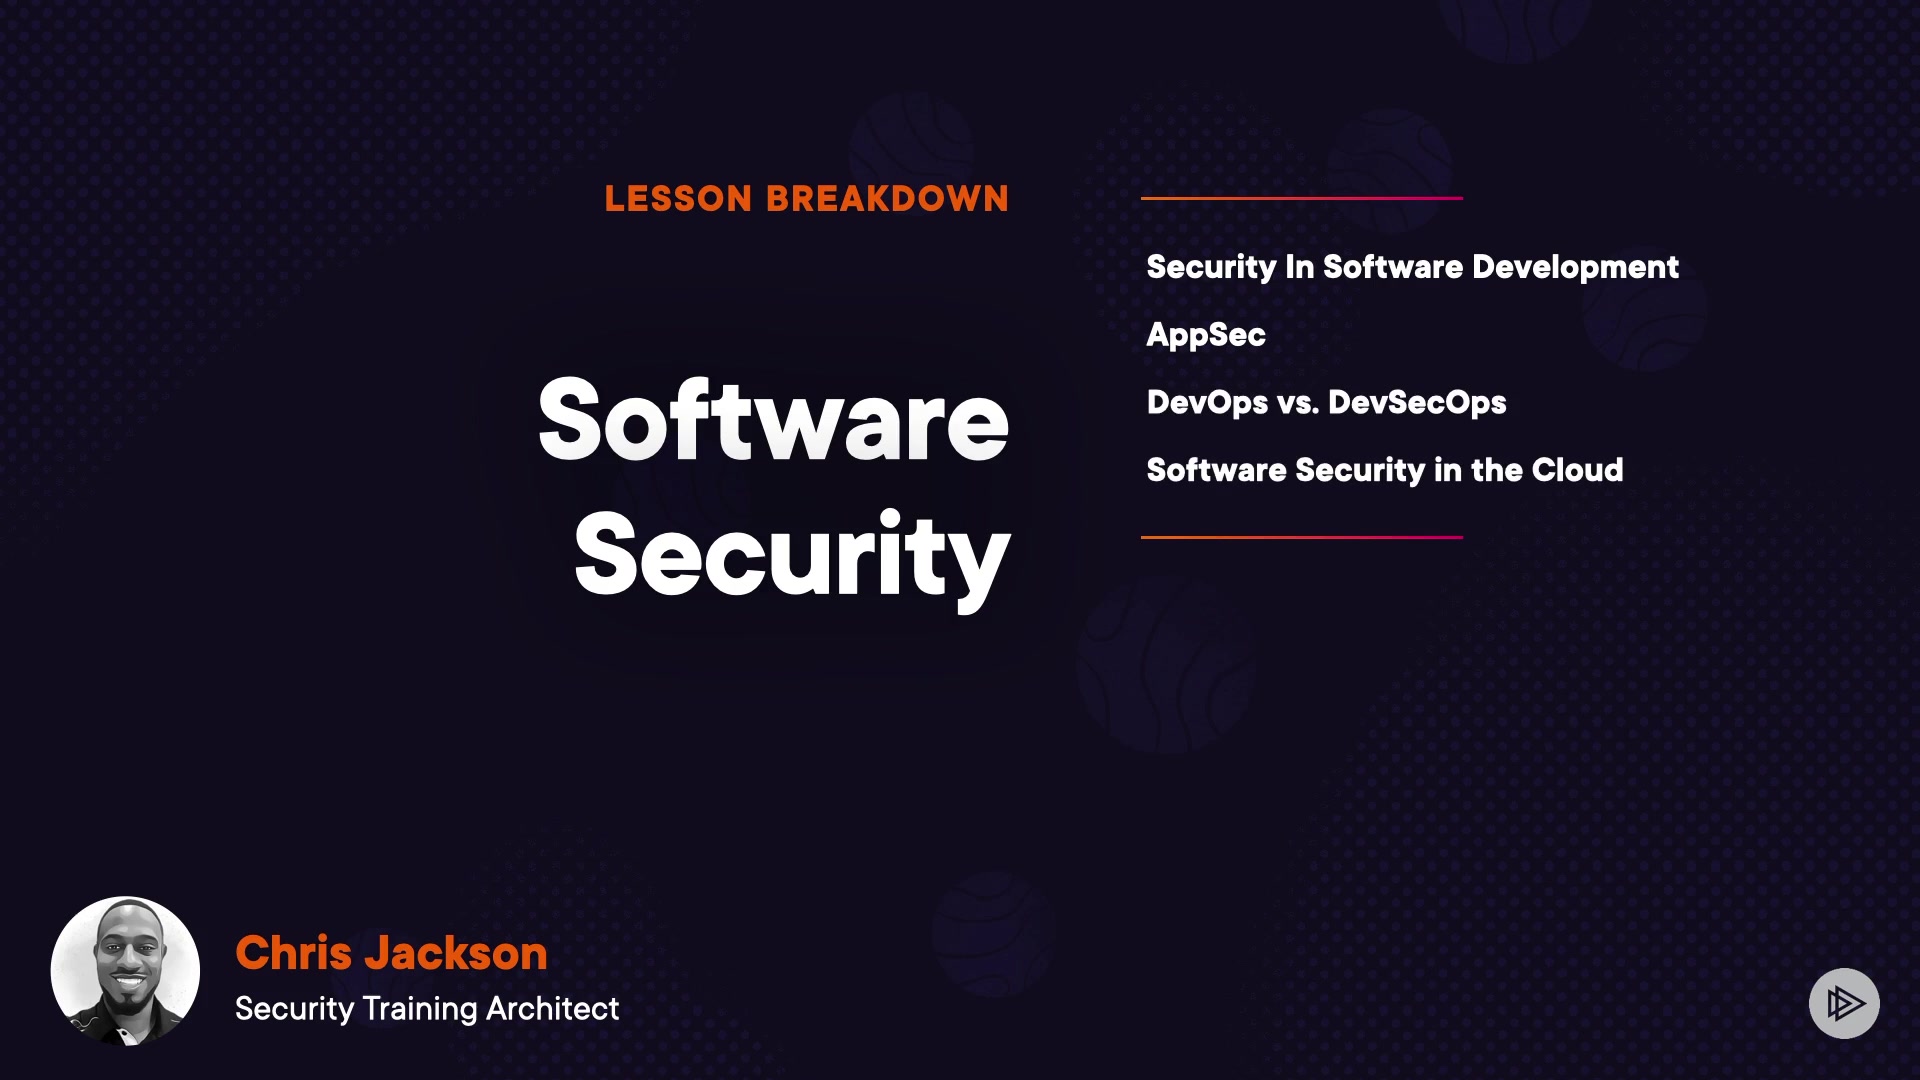 LESSON BREAKDOWN
Software
Security
Security In Software Development
AppSec
DevOps vs. DevSecOps
Software Security in the Cloud
Chris Jackson
Security Training Architect